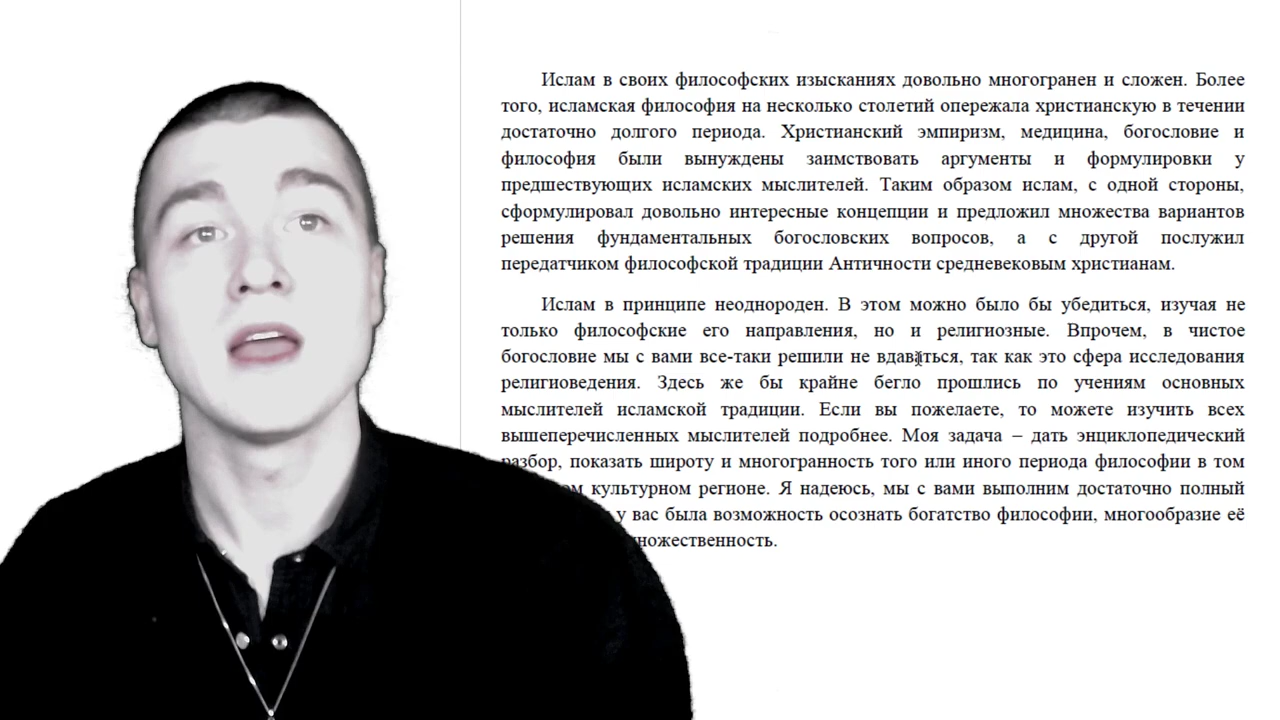 Ислам в своих философских изысканиях довольно многогранен и сложен. Более
того, исламская философия на несколько столетий опережала христианскую в течении
достаточно долгого периода. Христианский эмпиризм, медицина, богословие и
философия были вынуждены заимствовать аргументы и формулировки у
предшествующих исламских мыслителей. Таким образом ислам, с одной стороны,
сформулировал довольно интересные концепции и предложил множества вариантов
решения фундаментальных богословских вопросов, а с другой послужил
передатчиком философской традиции Античности средневековым христианам.
Ислам в принципе неоднороден. В этом можно было бы убедиться, изучая не
только философские его направления, но и религиозные. Впрочем, в чистое
богословие мы с вами все-таки решили не вдаваться, так как это сфера исследования
религиоведения. Здесь же бы крайне бегло прошлись по учениям основных
мыслителей исламской традиции. Если вы пожелаете, то можете изучить всех
вышеперечисленных мыслителей подробнее. Моя задача – дать энциклопедический
разбор, показать широту и многогранность того или иного периода философии в том
культурном регионе. Я надеюсь, мы с вами выполним достаточно полный
у вас была возможность осознать богатство философии, многообразие её
множественность.